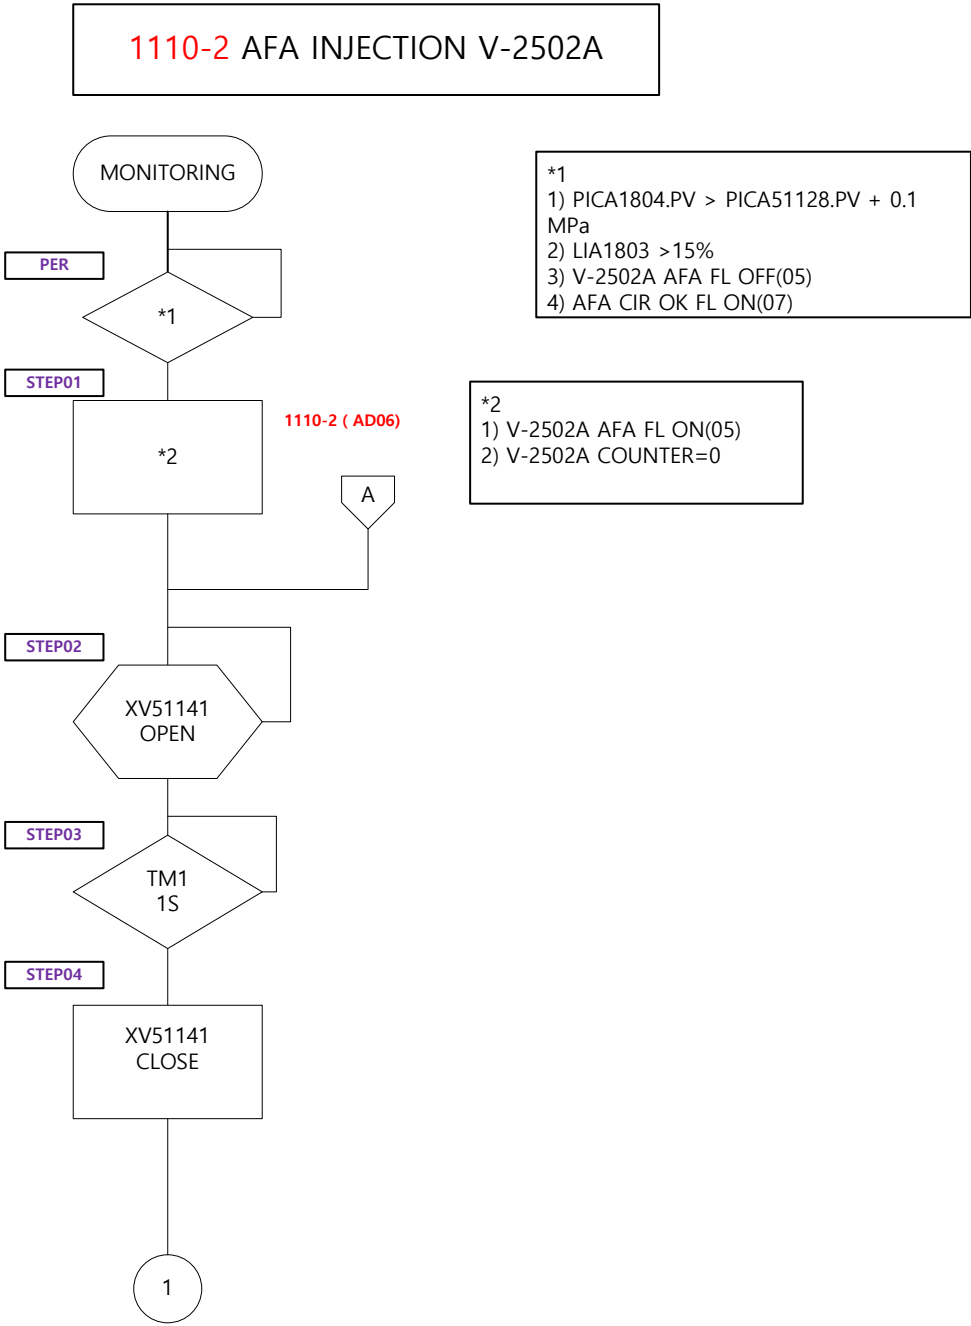 1110-2 AFA INJECTION V-2502A
MONITORING
*1
1) PICA1804.PV > PICA51128.PV + 0.1
MPa
2) LIA1803 >15%
3) V-2502A AFA FL OFF(05)
4) AFA CIR OK FL ON(07)
PER
*1
STEP01
*2
1110-2 ( AD06)
*2
1) V-2502A AFA FL ON(05)
2) V-2502A COUNTER=0
A
STEP02
XV51141
OPEN
STEP03
TM1
1S
STEP04
XV51141
CLOSE
1